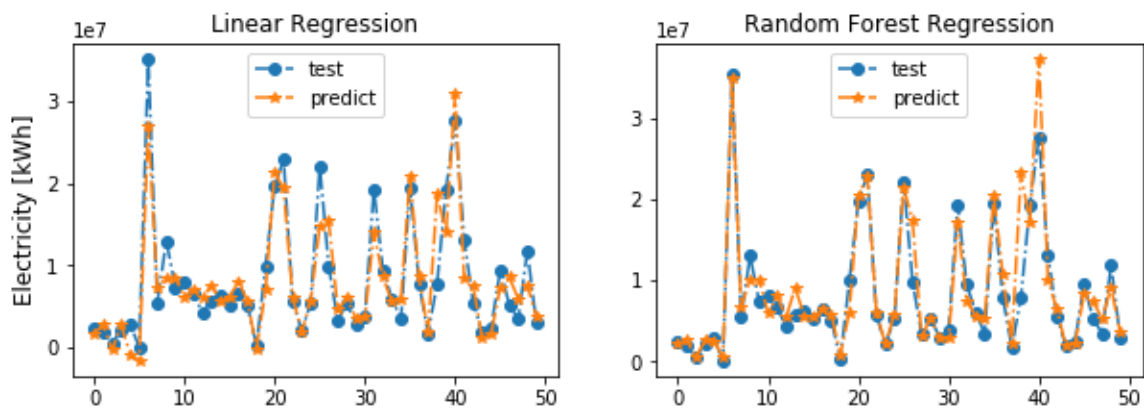 Linear Regression
1e7
test
predict
Electricity [kWh]
3
2
1
0
0 10 20 30 40 50
Random Forest Regression
1e7
test
predict
3
2
1
0
0 10 20 30 40 50